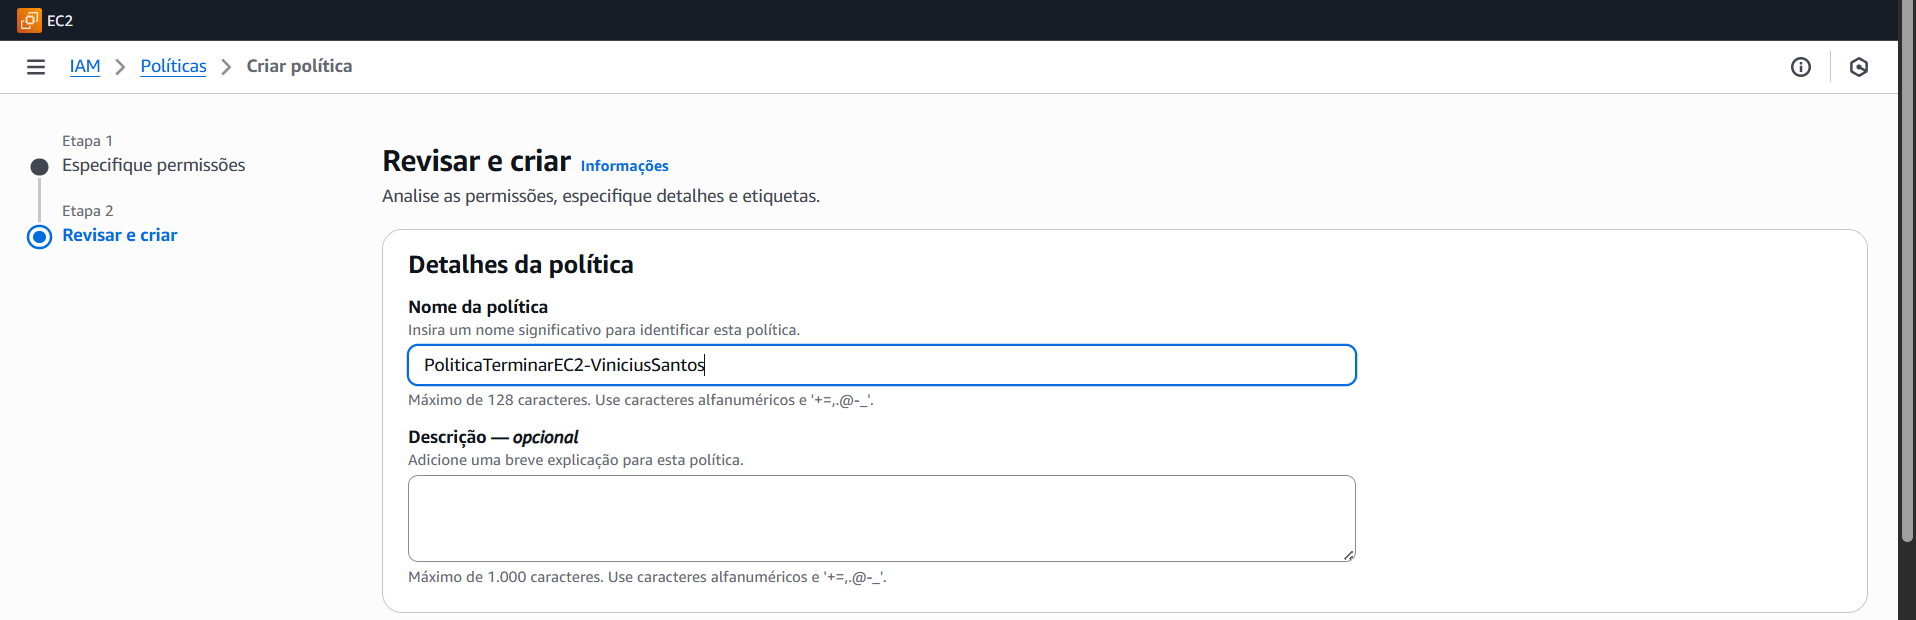 EC2
IAM > Políticas > Criar política
Etapa 1
Especifique permissões
Etapa 2
Revisar e criar
Revisar e criar Informações
Analise as permissões, especifique detalhes e etiquetas.
Detalhes da política
Nome da política
Insira um nome significativo para identificar esta política.
PoliticaTerminarEC2-ViniciusSantos
Máximo de 128 caracteres. Use caracteres alfanuméricos e '+=,.@-_'.
Descrição — opcional
Adicione uma breve explicação para esta política.
Máximo de 1.000 caracteres. Use caracteres alfanuméricos e '+=,.@-_'.